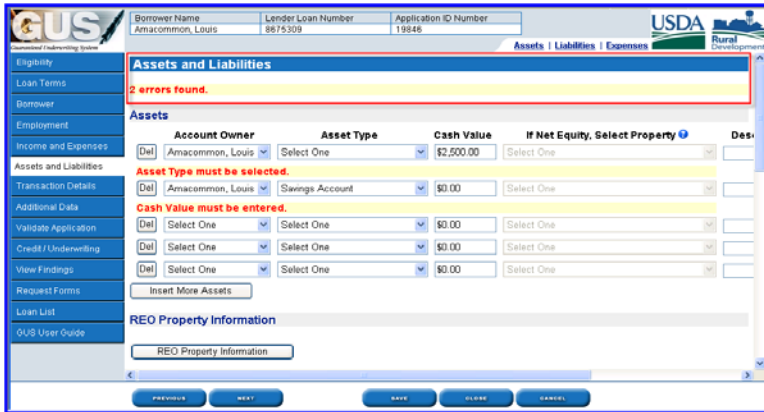 GUS
Guaranteed Underwriting System
Borrower Name Lender Loan Number Application ID Number
Amacommon, Louis 8675309 19846
USDA
Rural
Development
Assets | Liabilities | Expenses
Eligibility
Loan Terms
Borrower
Employment
Income and Expenses
Assets and Liabilities
Transaction Details
Additional Data
Validate Application
Credit / Underwriting
View Findings
Request Forms
Loan List
GUS User Guide
Assets and Liabilities
2 errors found.
Assets
Account Owner Asset Type Cash Value If Net Equity, Select Property ? Des
Del Amacommon, Louis Select One $2,500.00 Select One
Asset Type must be selected.
Del Amacommon, Louis Savings Account $0.00 Select One
Cash Value must be entered.
Del Select One Select One $0.00 Select One
Del Select One Select One $0.00 Select One
Del Select One Select One $0.00 Select One
Insert More Assets
REO Property Information
REO Property Information
PREVIOUS NEXT SAVE CLOSE CANCEL